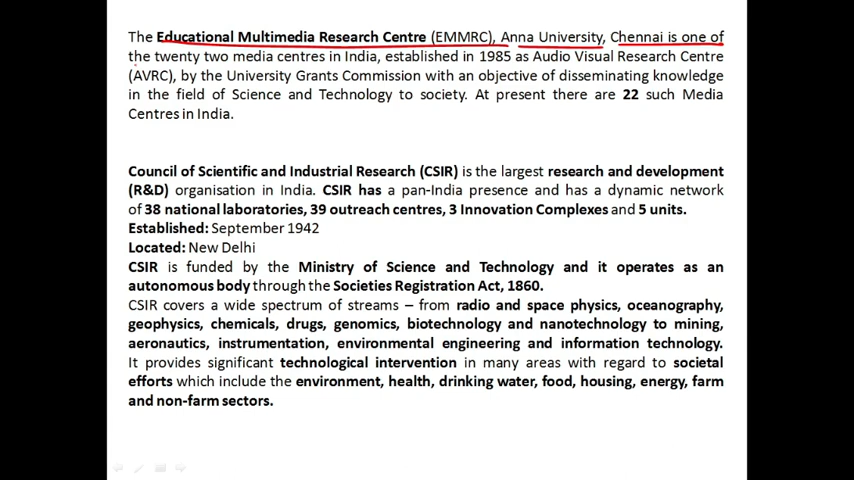 The Educational Multimedia Research Centre (EMMRC), Anna University, Chennai is one of
the twenty two media centres in India, established in 1985 as Audio Visual Research Centre
(AVRC), by the University Grants Commission with an objective of disseminating knowledge
in the field of Science and Technology to society. At present there are 22 such Media
Centres in India.
Council of Scientific and Industrial Research (CSIR) is the largest research and development
(R&D) organisation in India. CSIR has a pan-India presence and has a dynamic network
of 38 national laboratories, 39 outreach centres, 3 Innovation Complexes and 5 units.
Established: September 1942
Located: New Delhi
CSIR is funded by the Ministry of Science and Technology and it operates as an
autonomous body through the Societies Registration Act, 1860.
CSIR covers a wide spectrum of streams – from radio and space physics, oceanography,
geophysics, chemicals, drugs, genomics, biotechnology and nanotechnology to mining,
aeronautics, instrumentation, environmental engineering and information technology.
It provides significant technological intervention in many areas with regard to societal
efforts which include the environment, health, drinking water, food, housing, energy, farm
and non-farm sectors.